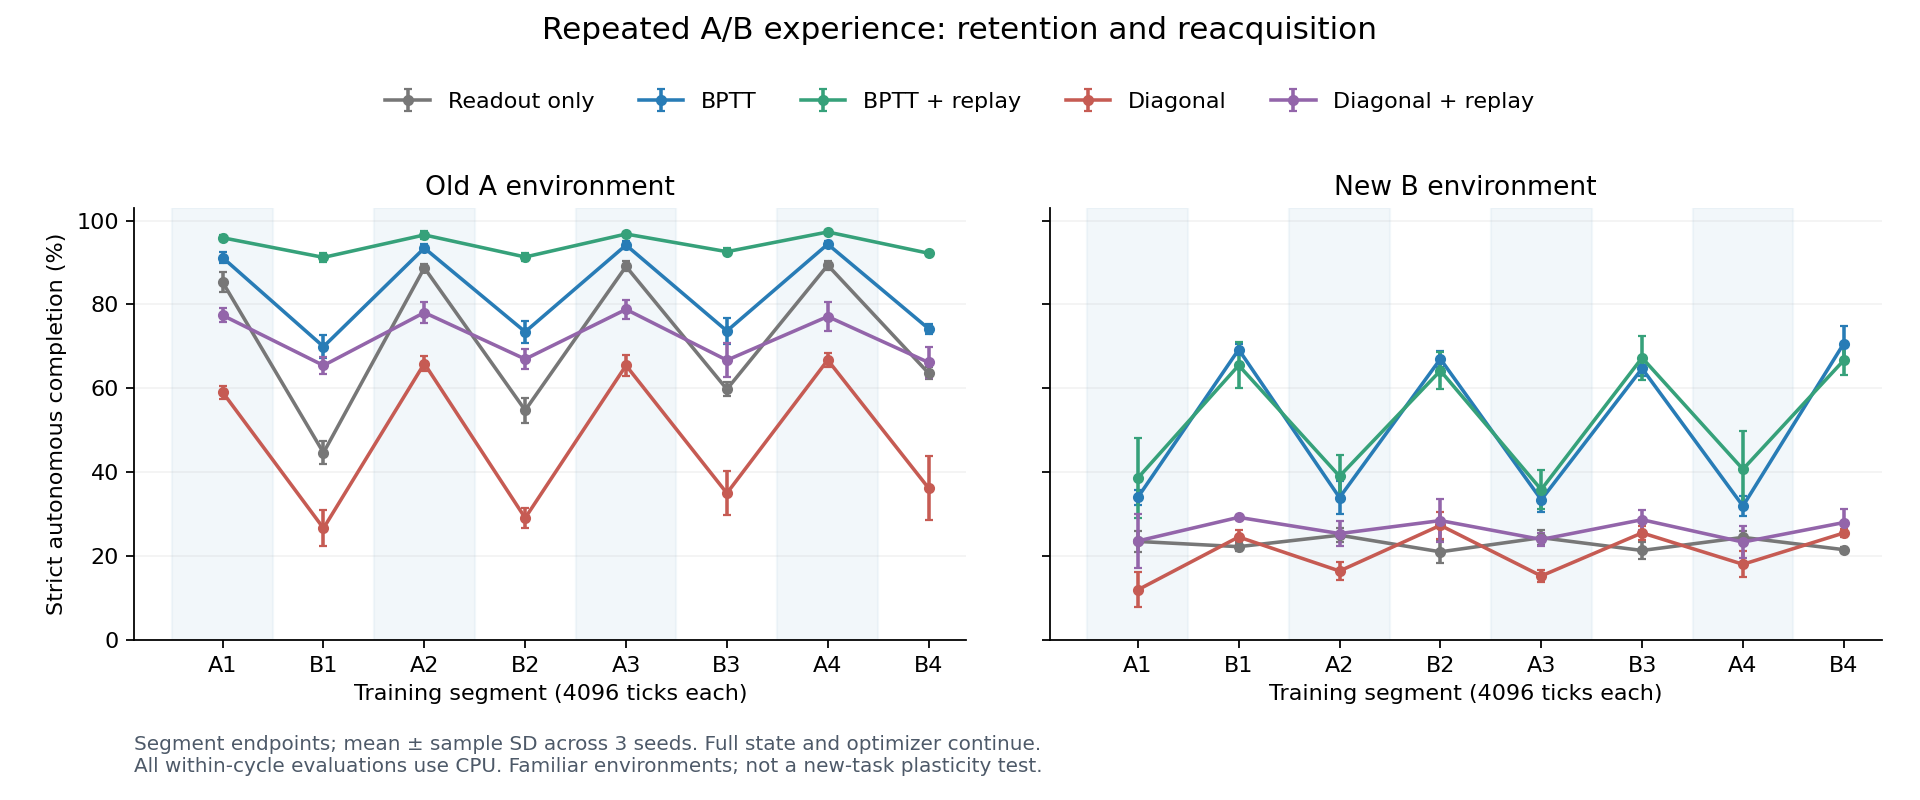 Repeated A/B experience: retention and reacquisition
Readout only BPTT BPTT + replay Diagonal Diagonal + replay
Old A environment
New B environment
Strict autonomous completion (%)
100
80
60
40
20
0
A1 B1 A2 B2 A3 B3 A4 B4
A1 B1 A2 B2 A3 B3 A4 B4
Training segment (4096 ticks each)
Training segment (4096 ticks each)
Segment endpoints; mean ± sample SD across 3 seeds. Full state and optimizer continue.
All within-cycle evaluations use CPU. Familiar environments; not a new-task plasticity test.